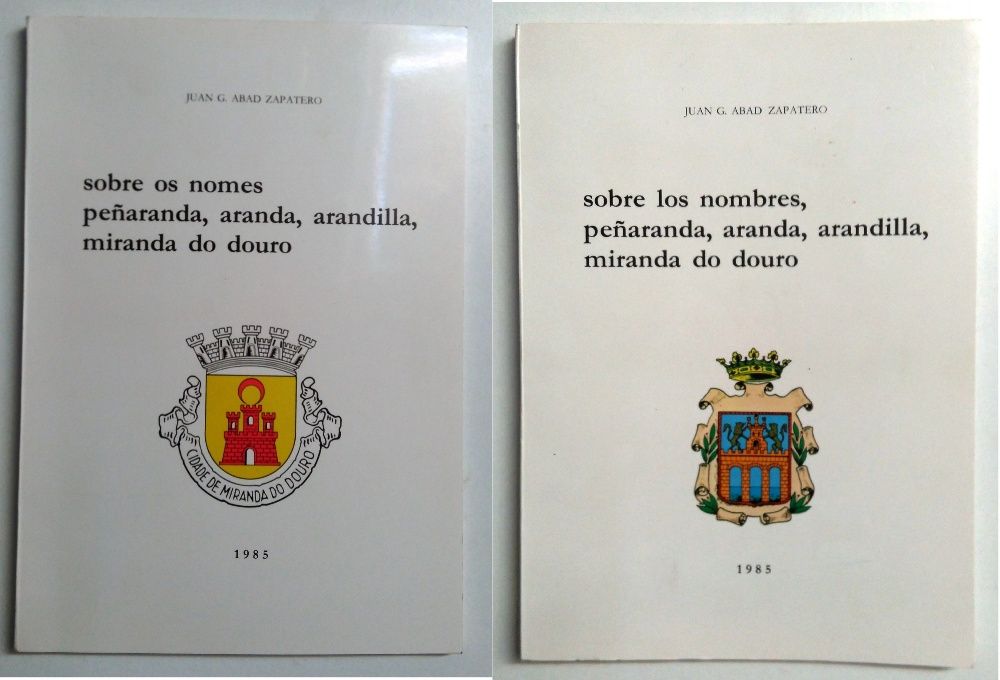 JUAN G. ABAD ZAPATERO
sobre os nomes
peñaranda, aranda, arandilla,
miranda do douro
CIDADE DE MIRANDA DO DOURO
1985
JUAN G. ABAD ZAPATERO
sobre los nombres,
peñaranda, aranda, arandilla,
miranda do douro
1985